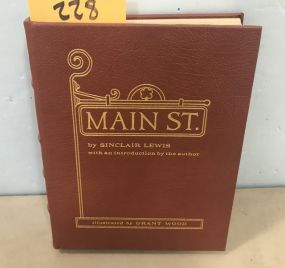 228
MAIN ST.
by SINCLAIR LEWIS
with an introduction by the author
illustrated by GRANT WOOD